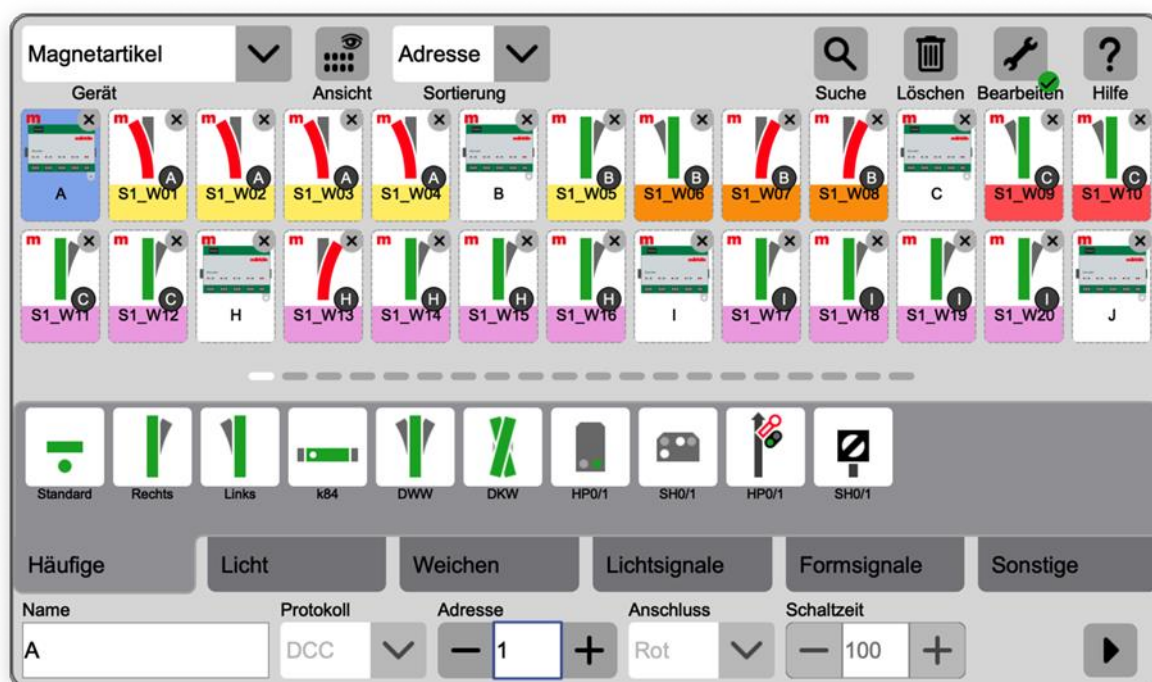 Magnetartikel
Adresse
Gerät
Ansicht
Sortierung
Suche
Löschen
Bearbeiten
Hilfe
m m m m m m m m m m m m m
A A A A B B B B C C
A S1_W01 S1_W02 S1_W03 S1_W04 B S1_W05 S1_W06 S1_W07 S1_W08 C S1_W09 S1_W10
m m m m m m m m m m m m m
C C H H H H I I I I
S1_W11 S1_W12 H S1_W13 S1_W14 S1_W15 S1_W16 I S1_W17 S1_W18 S1_W19 S1_W20 J
Standard Rechts Links k84 DWW DKW HP0/1 SH0/1 HP0/1 SH0/1
Häufige Licht Weichen Lichtsignale Formsignale Sonstige
Name Protokoll Adresse Anschluss Schaltzeit
A DCC 1 Rot 100